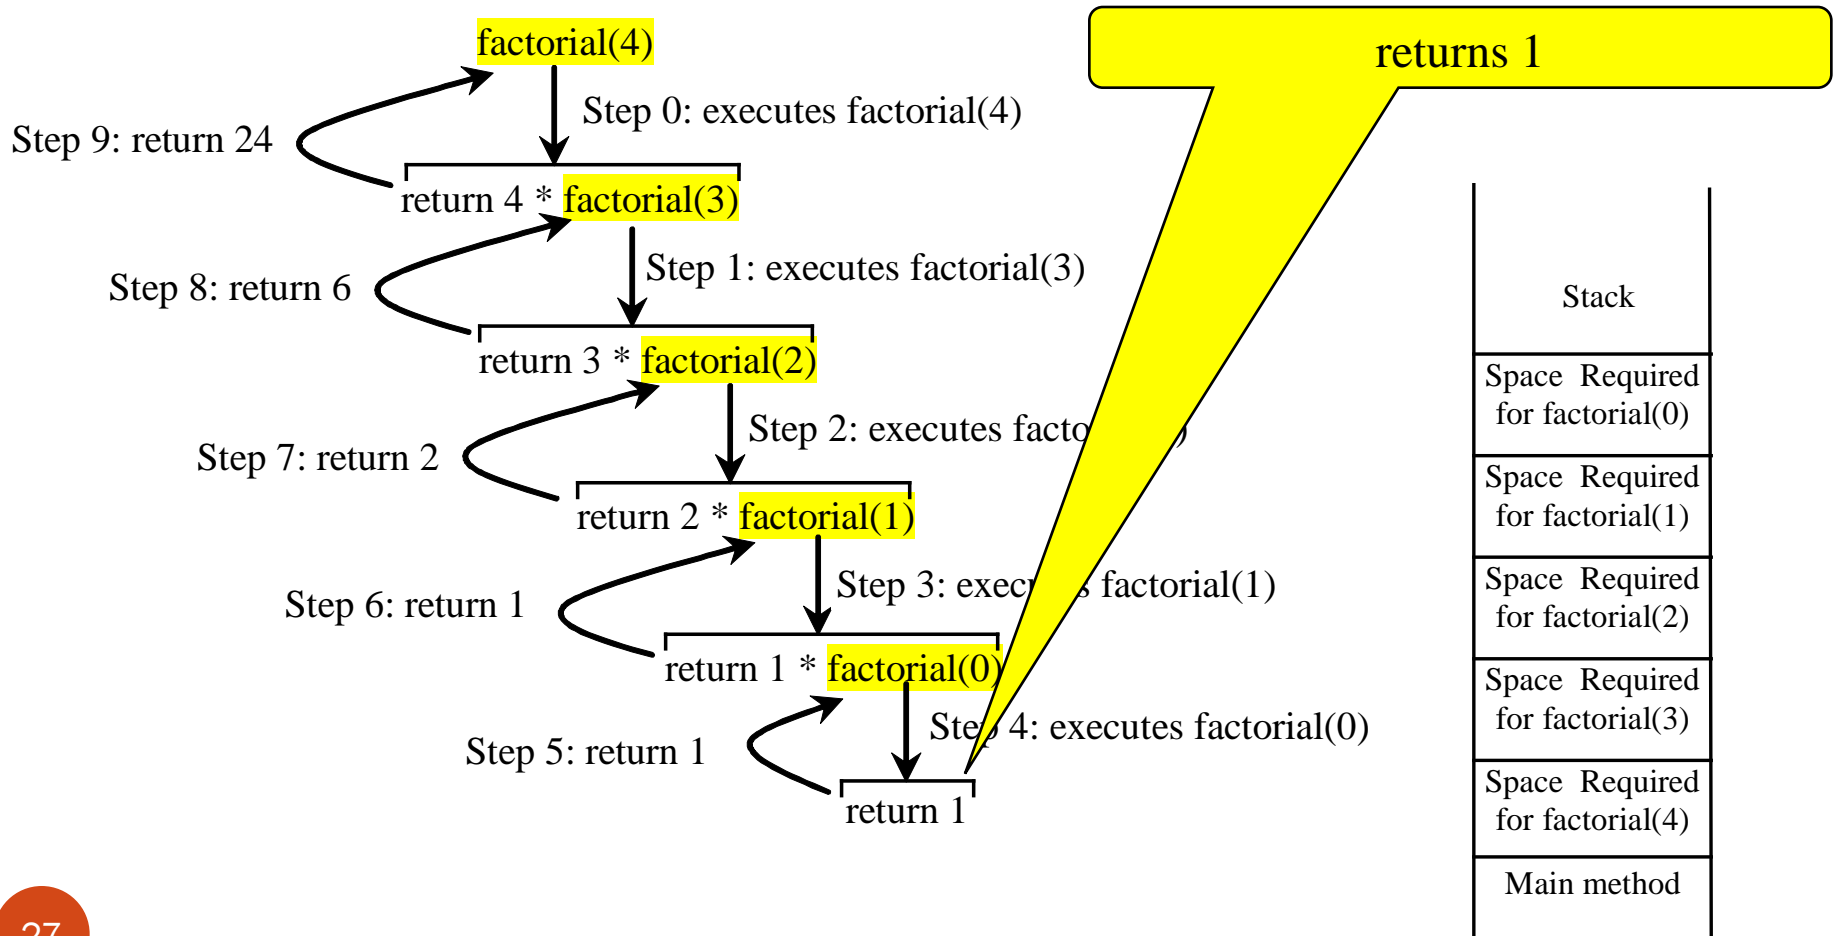 factorial(4)
returns 1
Step 0: executes factorial(4)
Step 9: return 24
return 4 * factorial(3)
Step 1: executes factorial(3)
Step 8: return 6
Stack
return 3 * factorial(2)
Space Required
for factorial(0)
Step 2: executes
Step 7: return 2
Space Required
for factorial(1)
return 2 * factorial(1)
Step 3: factorial(1)
Space Required
for factorial(2)
Step 6: return 1
return 1 * factorial(0)
Space Required
for factorial(3)
Step 4: executes factorial(0)
Step 5: return 1
return 1
Space Required
for factorial(4)
Main method
27